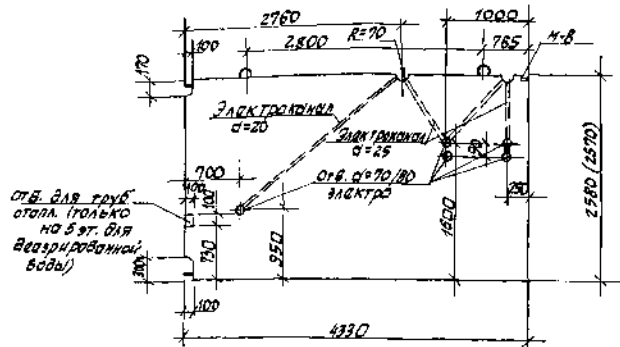 2760
1000
100
2800
R=70
765
М-8
170
Электроканал
d=20
Электроканал
d=25
90
700
Отв. d=70/80
электро
250
2580 (2570)
отв. для труб
отопл. (только
на 5 эт. для
деаэрированной
воды)
100
100
730
950
1600
300
100
4330